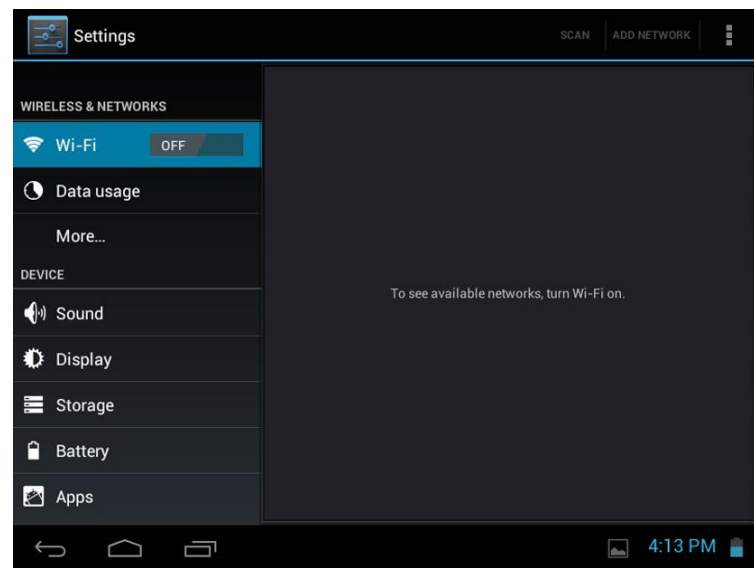 Settings
SCAN
ADD NETWORK
WIRELESS & NETWORKS
Wi-Fi
OFF
Data usage
More...
DEVICE
To see available networks, turn Wi-Fi on.
Sound
Display
Storage
Battery
Apps
4:13 PM